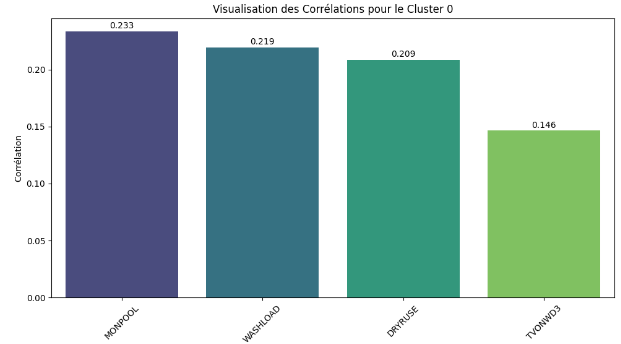 Visualisation des Corrélations pour le Cluster 0
0.233
0.219
0.209
0.146
Corrélation
0.20
0.15
0.10
0.05
0.00
MONPOOL
WASHLOAD
DRYRUSE
TVONWD3